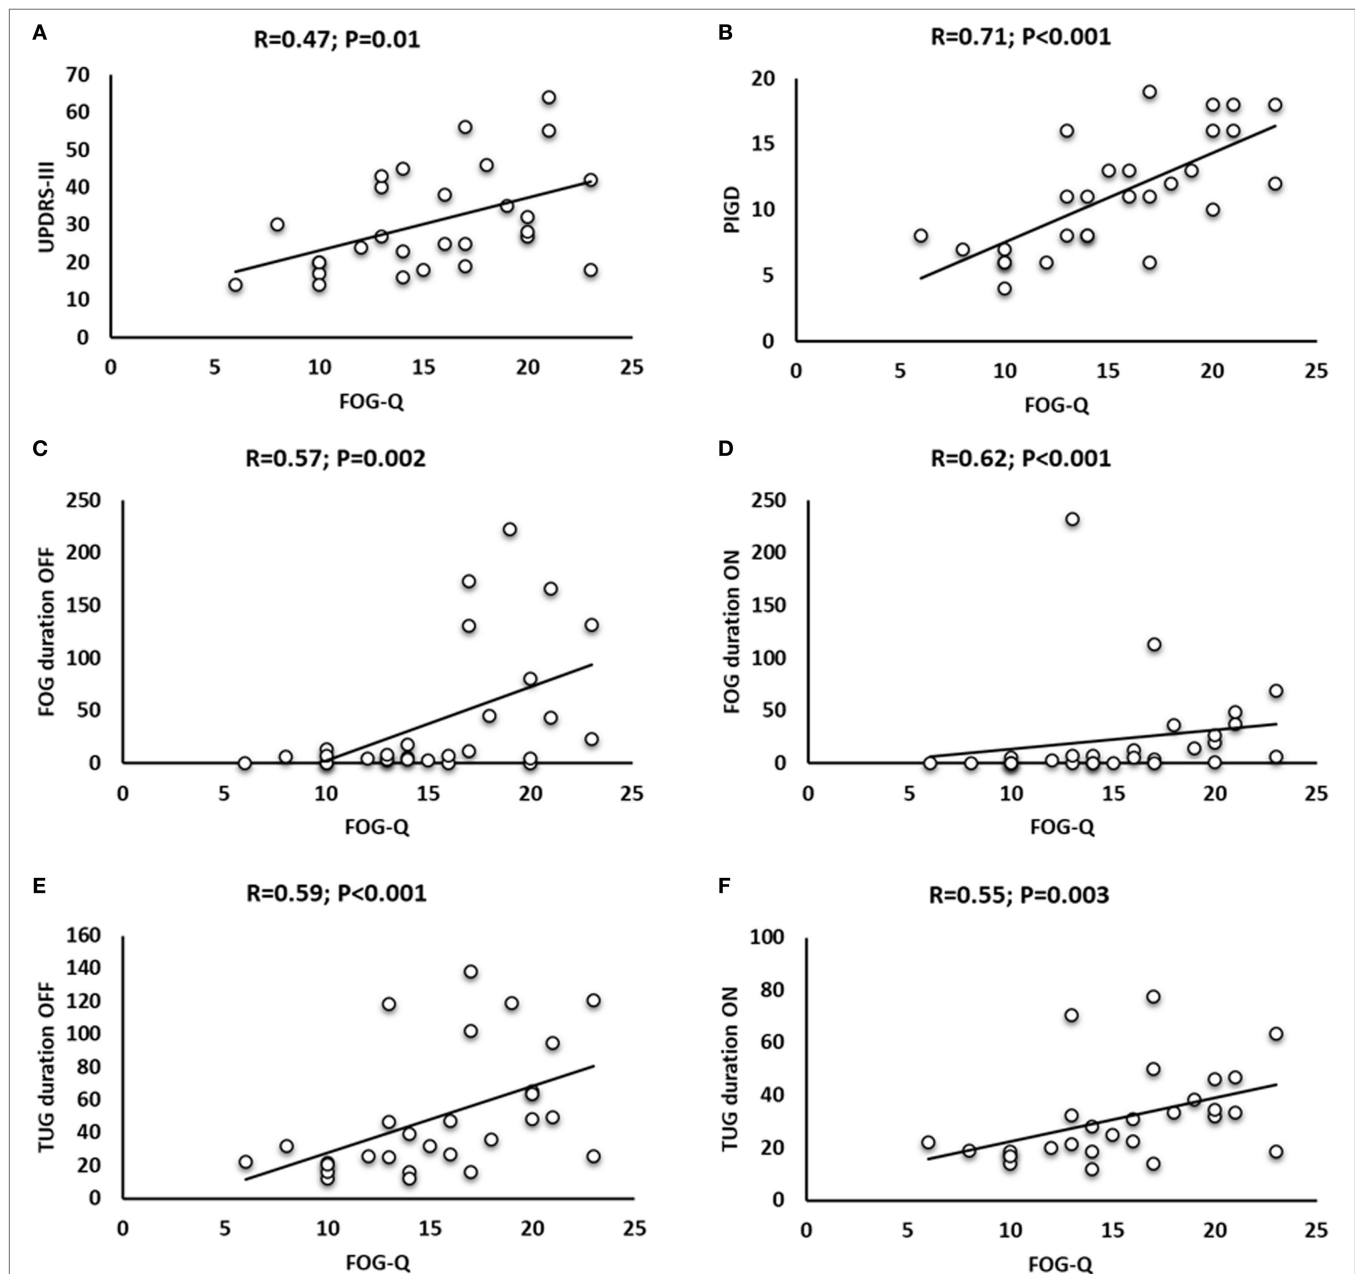 A
R=0.47; P=0.01
UPDRS-III
70
60
50
40
30
20
10
0
0 5 10 15 20 25
FOG-Q
B
R=0.71; P<0.001
PIGD
20
15
10
5
0
0 5 10 15 20 25
FOG-Q
C
R=0.57; P=0.002
FOG duration OFF
250
200
150
100
50
0
0 5 10 15 20 25
FOG-Q
D
R=0.62; P<0.001
FOG duration ON
250
200
150
100
50
0
0 5 10 15 20 25
FOG-Q
E
R=0.59; P<0.001
TUG duration OFF
160
140
120
100
80
60
40
20
0
0 5 10 15 20 25
FOG-Q
F
R=0.55; P=0.003
TUG duration ON
100
80
60
40
20
0
0 5 10 15 20 25
FOG-Q